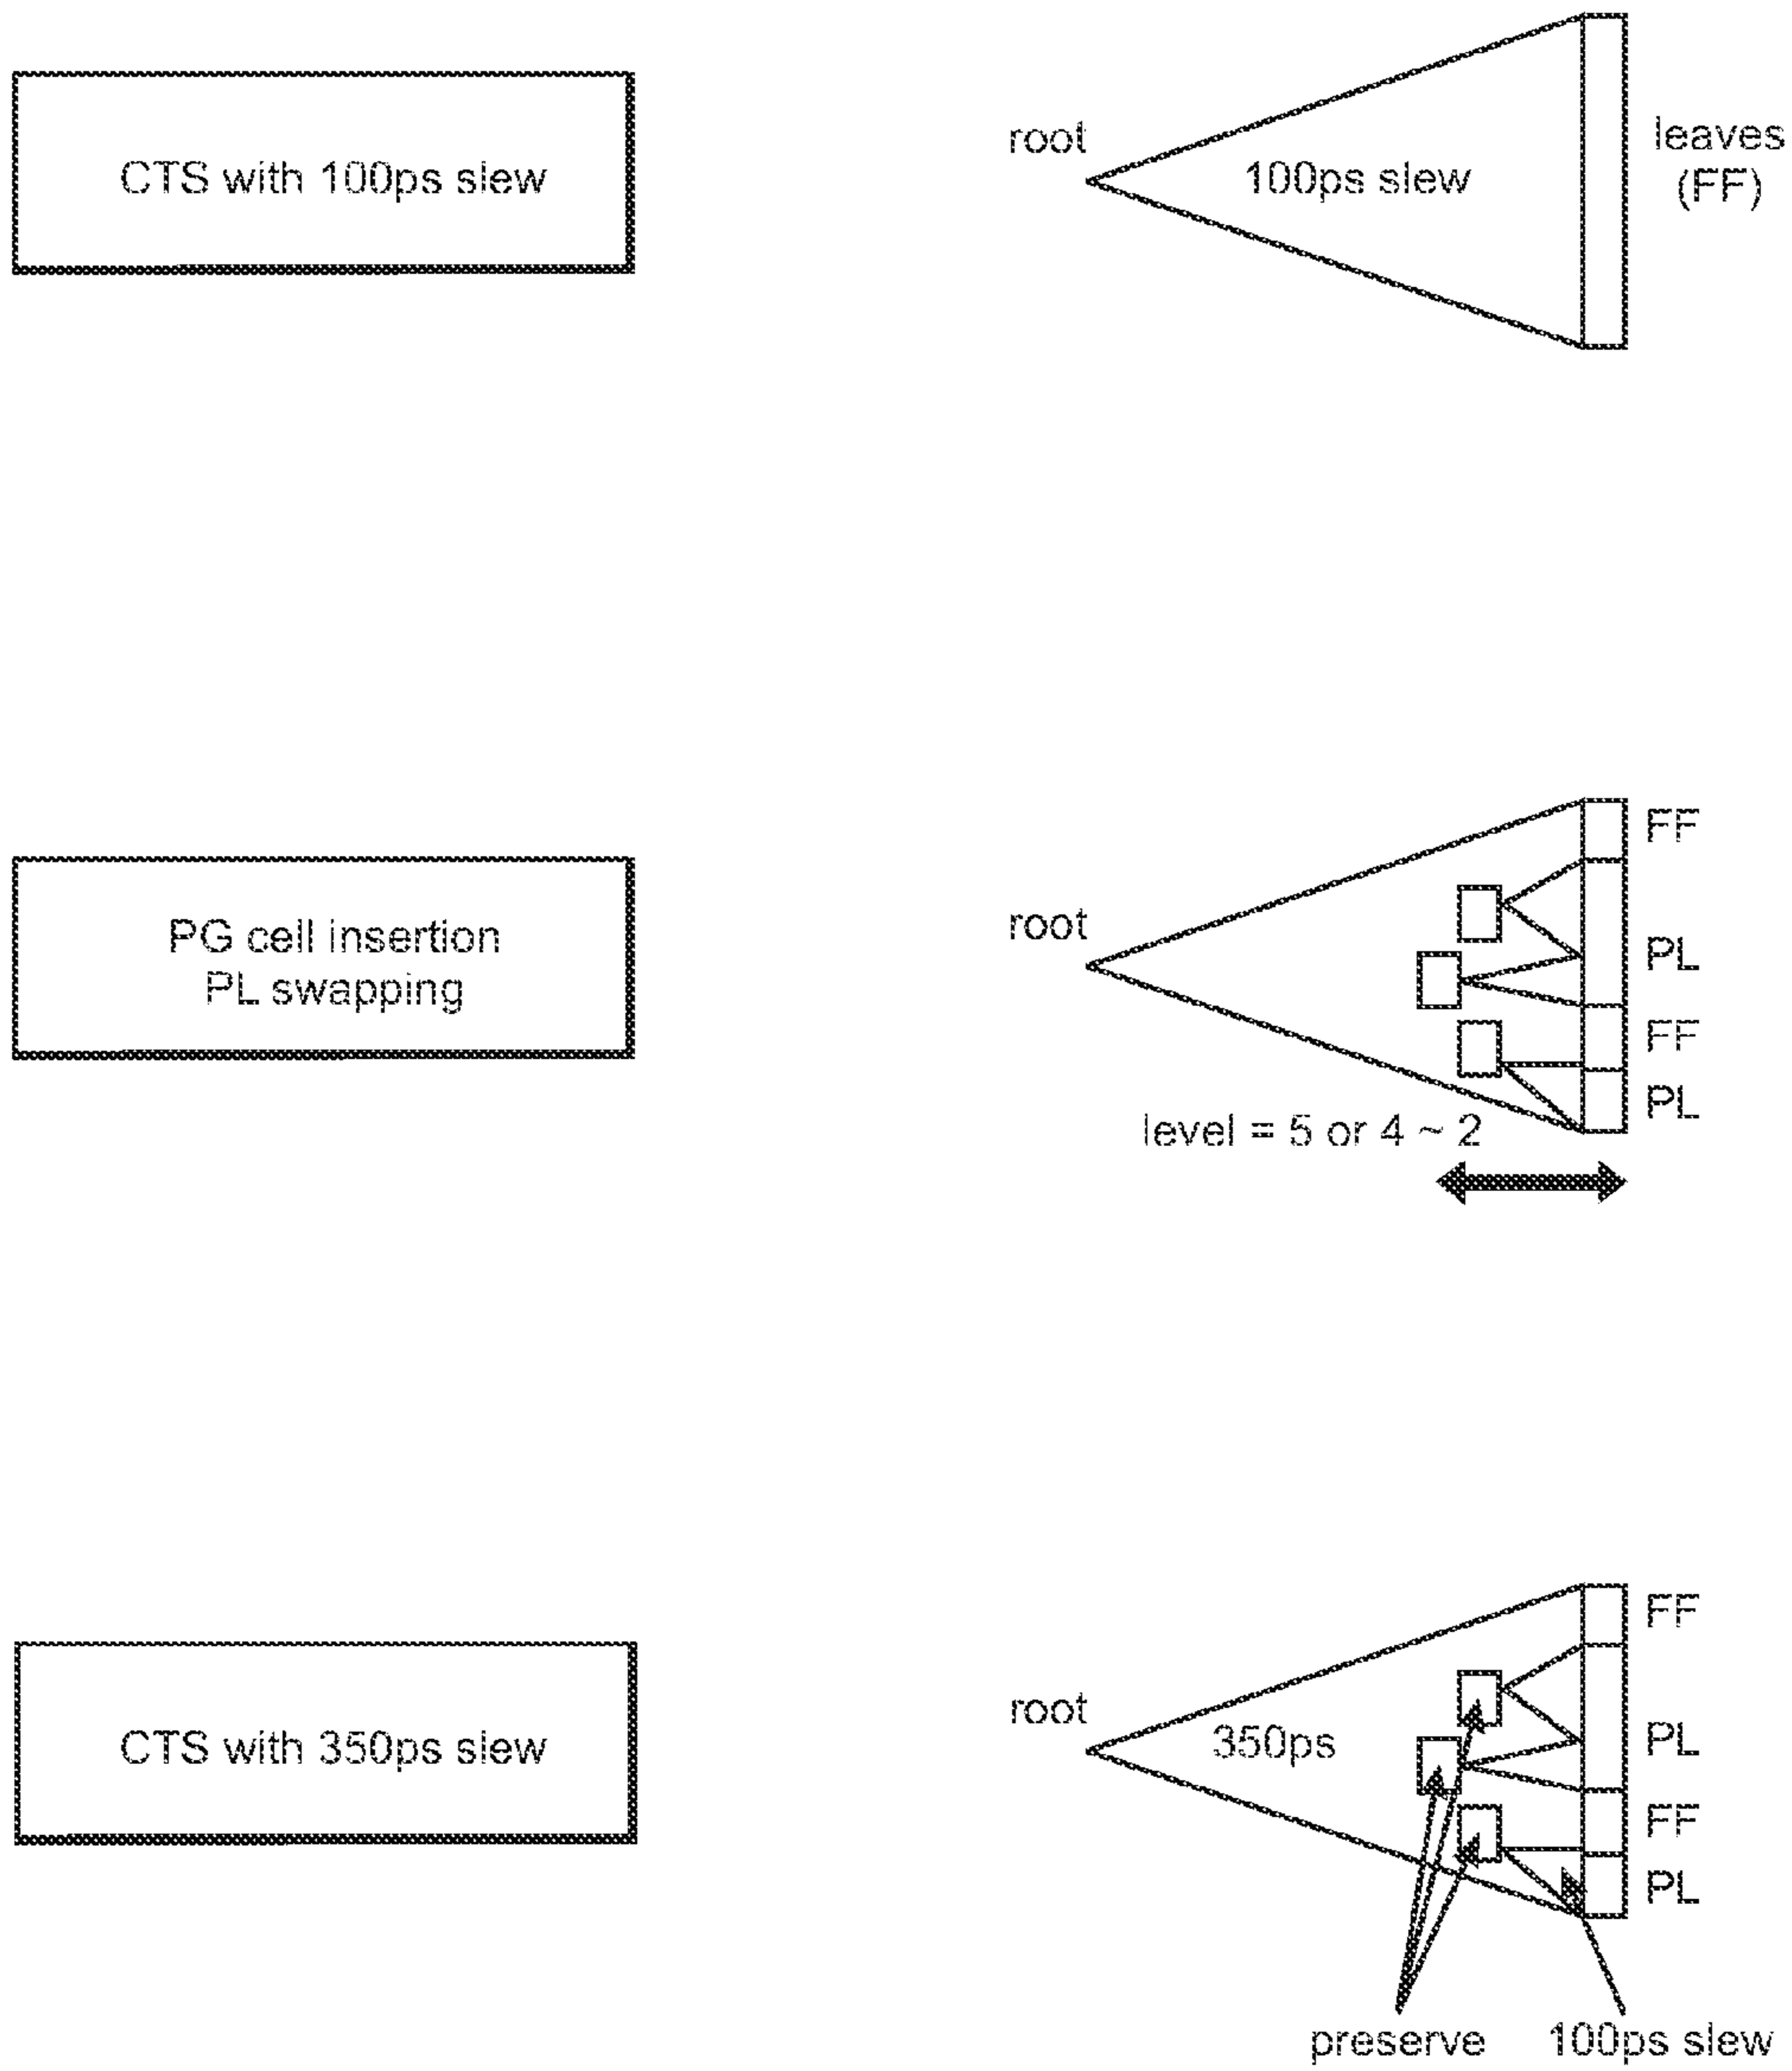 CTS with 100ps slew
root
100ps slew
leaves
(FF)
PG cell insertion
PL swapping
root
FF
PL
FF
PL
level = 5 or 4 ~ 2
CTS with 350ps slew
root
350ps
FF
PL
FF
PL
preserve
100ps slew